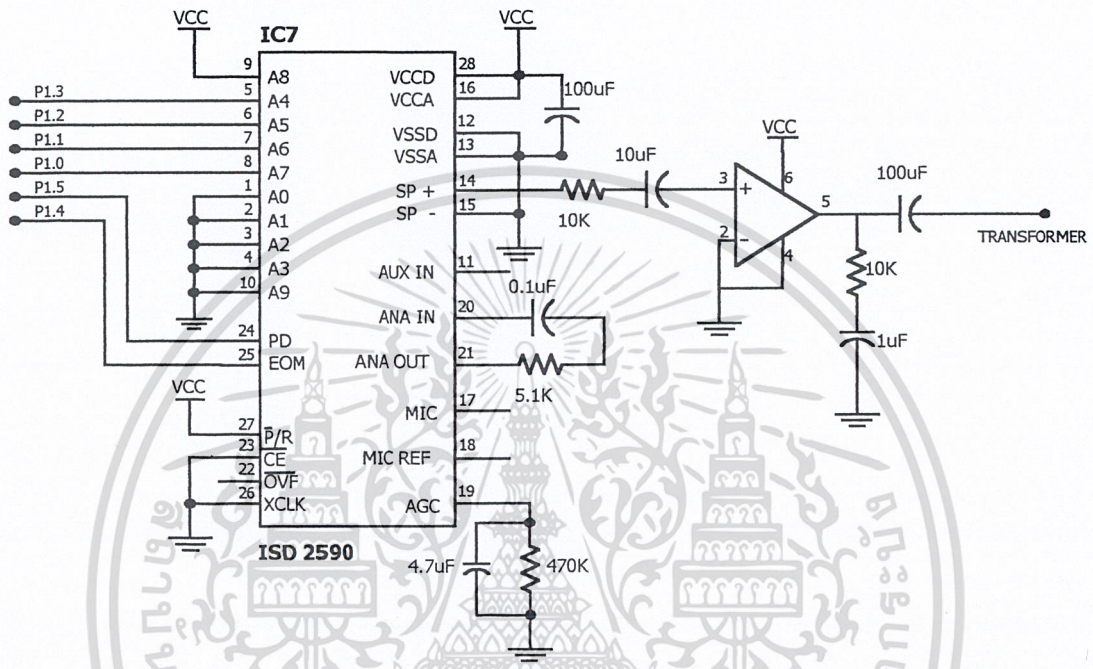 VCC
IC7
9
A8
P1.3
5
A4
P1.2
6
A5
P1.1
7
A6
P1.0
8
A7
P1.5
1
A0
P1.4
2
A1
3
A2
4
A3
10
A9
24
PD
25
EOM
VCC
27
P/R
23
CE
22
OVF
26
XCLK
ISD 2590
VCC
VCCD
28
VCCA
16
100uF
VSSD
12
VSSA
13
SP +
14
SP -
15
10K
10uF
AUX IN
11
ANA IN
20
0.1uF
ANA OUT
21
5.1K
MIC
17
MIC REF
18
AGC
19
4.7uF
470K
VCC
3
+
6
2
-
4
5
100uF
TRANSFORMER
10K
1uF